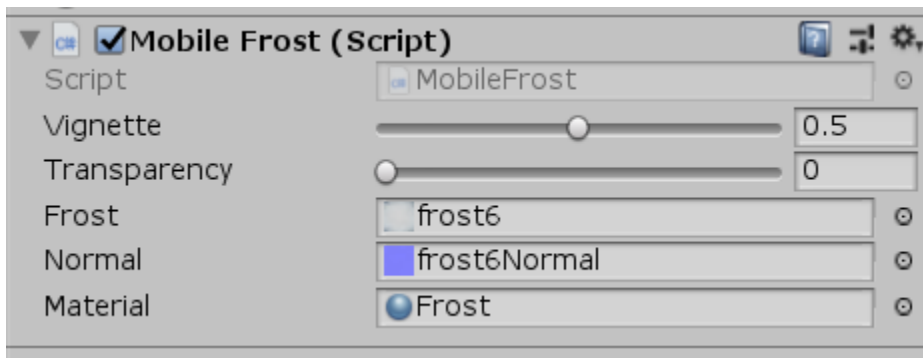 Mobile Frost (Script)
Script MobileFrost
Vignette 0.5
Transparency 0
Frost frost6
Normal frost6Normal
Material Frost